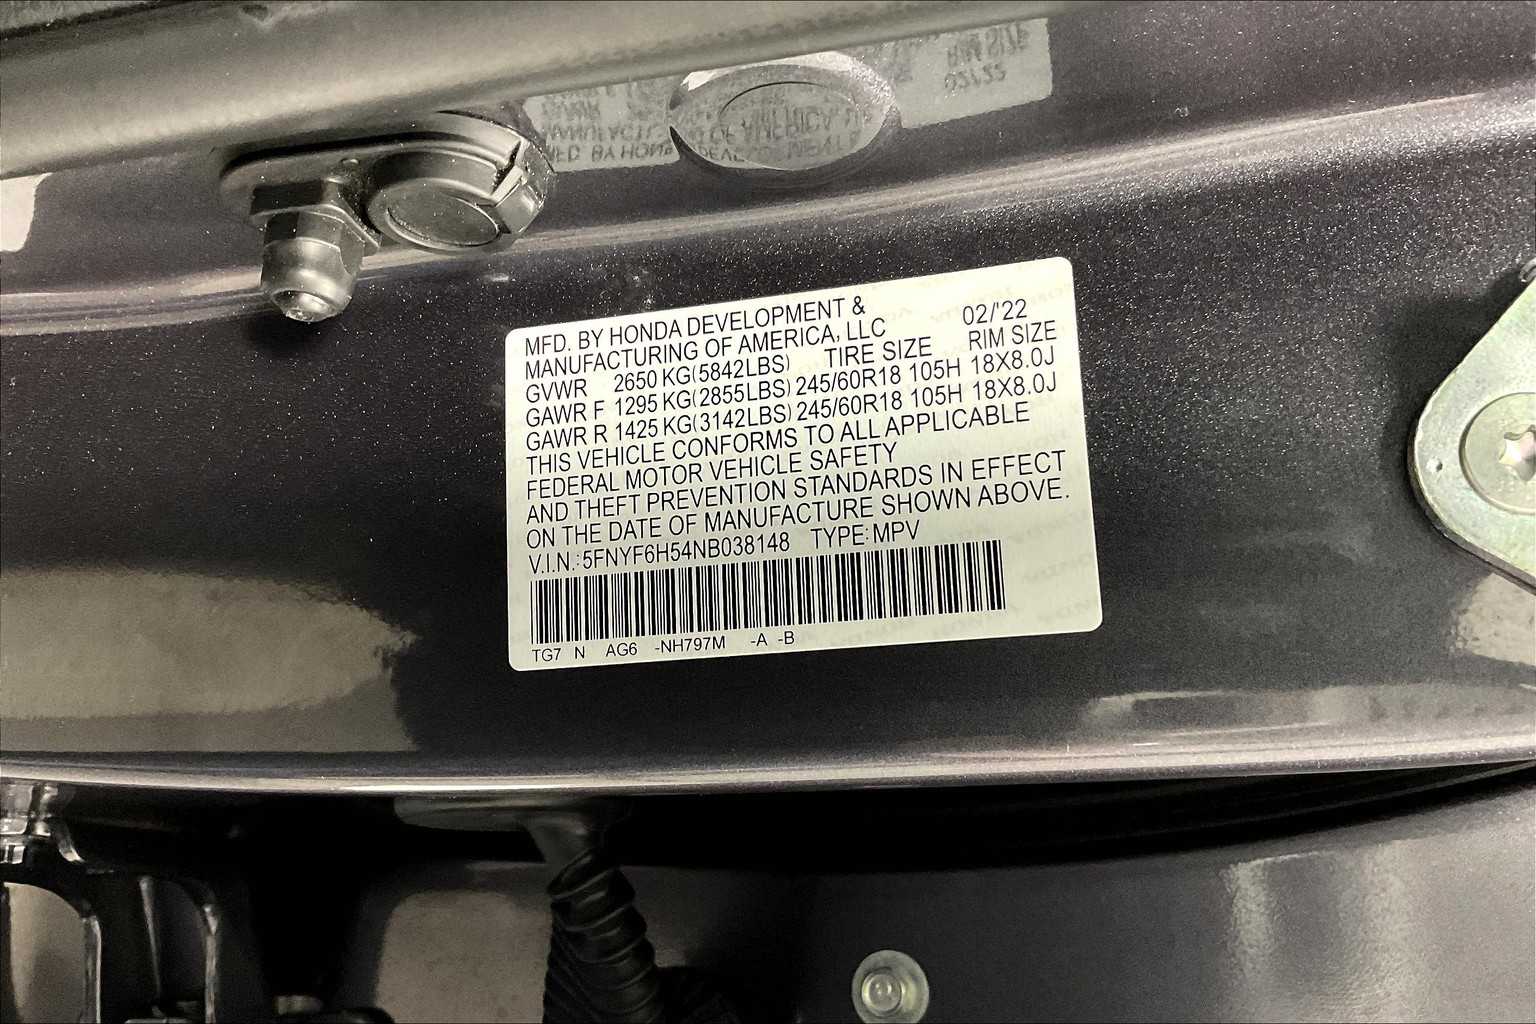 MFD. BY HONDA DEVELOPMENT &
MANUFACTURING OF AMERICA, LLC 02/'22
GVWR 2650 KG(5842LBS) TIRE SIZE RIM SIZE
GAWR F 1295 KG(2855LBS) 245/60R18 105H 18X8.0J
GAWR R 1425 KG(3142LBS) 245/60R18 105H 18X8.0J
THIS VEHICLE CONFORMS TO ALL APPLICABLE
FEDERAL MOTOR VEHICLE SAFETY
AND THEFT PREVENTION STANDARDS IN EFFECT
ON THE DATE OF MANUFACTURE SHOWN ABOVE.
V.I.N.:5FNYF6H54NB038148 TYPE:MPV
TG7 N AG6 -NH797M -A -B